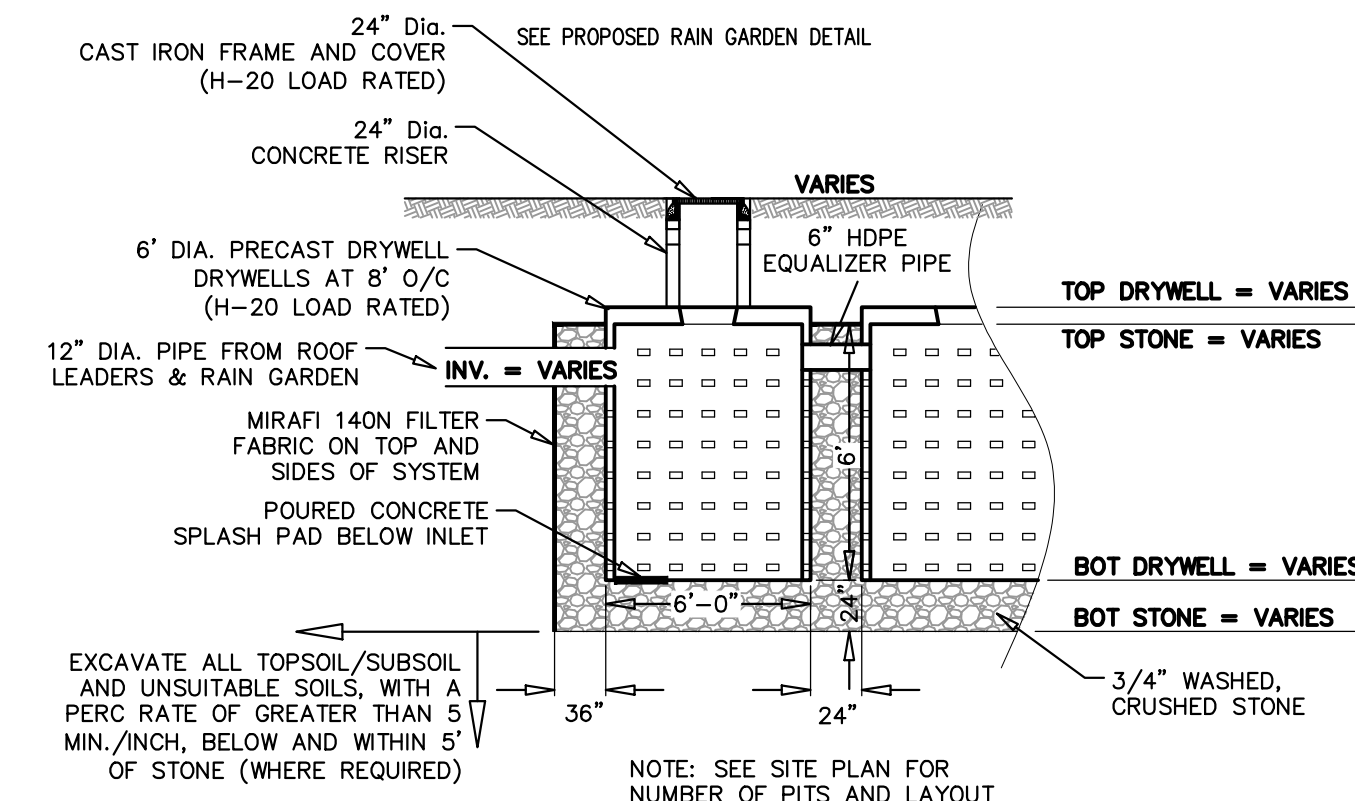 24" Dia.
CAST IRON FRAME AND COVER
(H-20 LOAD RATED)
SEE PROPOSED RAIN GARDEN DETAIL
24" Dia.
CONCRETE RISER
VARIES
6' DIA. PRECAST DRYWELL
DRYWELLS AT 8' O/C
(H-20 LOAD RATED)
6" HDPE
EQUALIZER PIPE
TOP DRYWELL = VARIES
TOP STONE = VARIES
12" DIA. PIPE FROM ROOF
LEADERS & RAIN GARDEN
INV. = VARIES
MIRAFI 140N FILTER
FABRIC ON TOP AND
SIDES OF SYSTEM
6'
POURED CONCRETE
SPLASH PAD BELOW INLET
BOT DRYWELL = VARIES
6'-0"
24"
BOT STONE = VARIES
EXCAVATE ALL TOPSOIL/SUBSOIL
AND UNSUITABLE SOILS, WITH A
PERC RATE OF GREATER THAN 5
MIN./INCH, BELOW AND WITHIN 5'
OF STONE (WHERE REQUIRED)
36"
24"
3/4" WASHED,
CRUSHED STONE
NOTE: SEE SITE PLAN FOR
NUMBER OF PITS AND LAYOUT